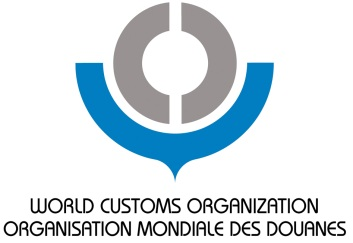 WORLD CUSTOMS ORGANIZATION
ORGANISATION MONDIALE DES DOUANES